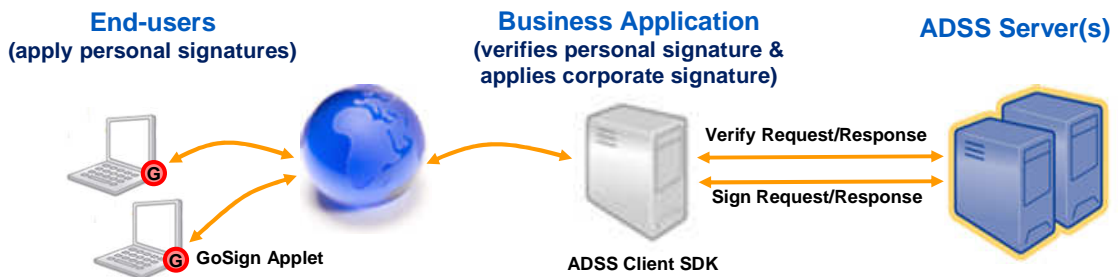 End-users
(apply personal signatures)
Business Application
(verifies personal signature &
applies corporate signature)
ADSS Server(s)
Verify Request/Response
Sign Request/Response
G
G
GoSign Applet
ADSS Client SDK